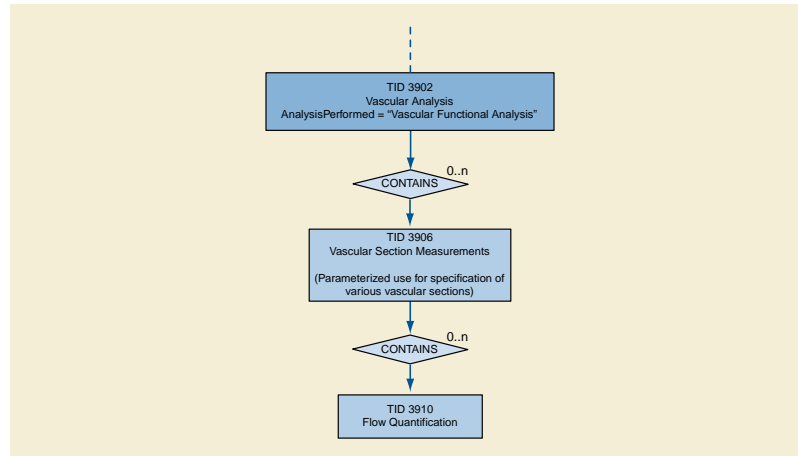 TID 3902
Vascular Analysis
AnalysisPerformed = “Vascular Functional Analysis”
0..n
CONTAINS
TID 3906
Vascular Section Measurements
(Parameterized use for specification of
various vascular sections)
0..n
CONTAINS
TID 3910
Flow Quantification